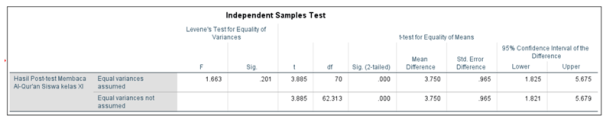 Independent Samples Test
Levene's Test for Equality of Variances
t-test for Equality of Means
95% Confidence Interval of the Difference
F Sig. t df Sig. (2-tailed) Mean Difference Std. Error Difference Lower Upper
Hasil Post-test Membaca Al-Qur'an Siswa kelas XI Equal variances assumed 1.663 .201 3.885 70 .000 3.750 .965 1.825 5.675
Equal variances not assumed 3.885 62.313 .000 3.750 .965 1.821 5.679